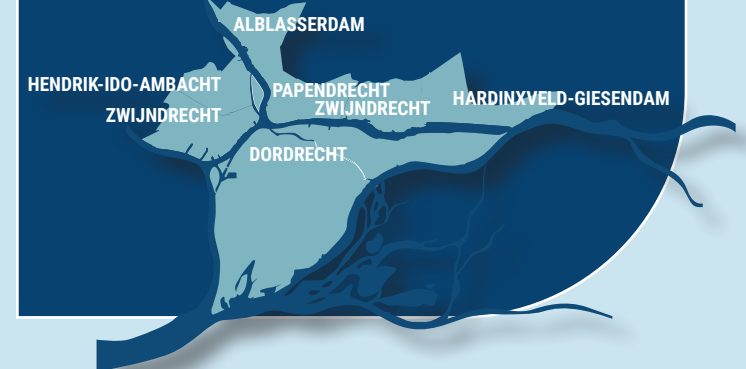 ALBLASSERDAM
HENDRIK-IDO-AMBACHT
PAPENDRECHT
HARDINXVELD-GIESENDAM
ZWIJNDRECHT
ZWIJNDRECHT
DORDRECHT